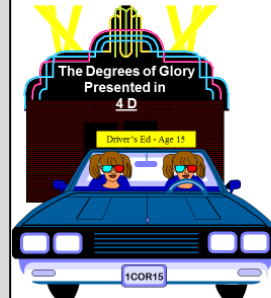 The Degrees of Glory
Presented in
4 D
Driver's Ed - Age 15
1COR15